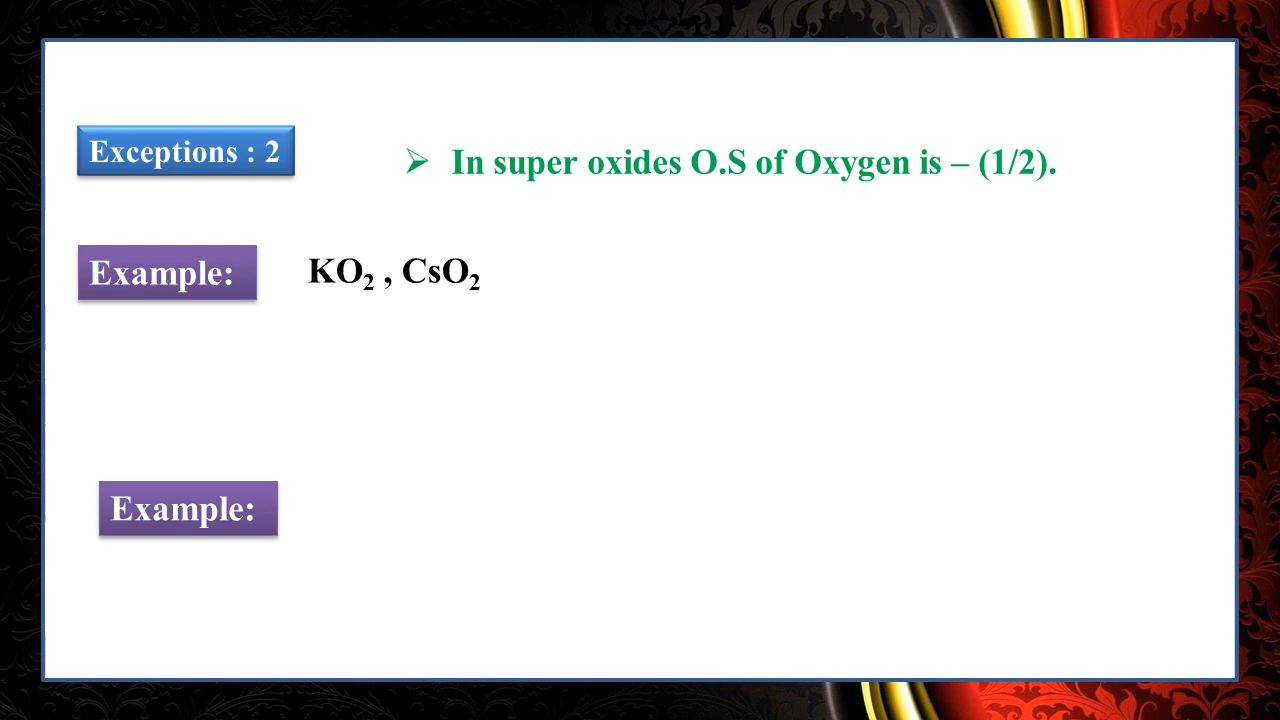 Exceptions : 2
➢ In super oxides O.S of Oxygen is – (1/2).
Example:
KO₂ , CsO₂
Example: